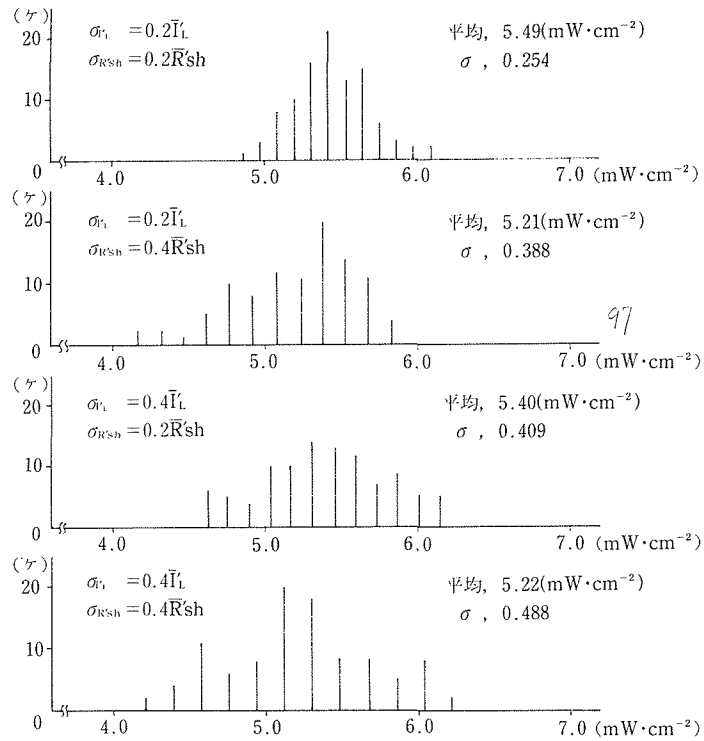 (ケ)
20
10
0
σI'L =0.2Ī'L
σR'sh =0.2R̄'sh
平均, 5.49(mW·cm⁻²)
σ , 0.254
4.0 5.0 6.0 7.0 (mW·cm⁻²)
(ケ)
20
10
0
σI'L =0.2Ī'L
σR'sh =0.4R̄'sh
平均, 5.21(mW·cm⁻²)
σ , 0.388
97
4.0 5.0 6.0 7.0 (mW·cm⁻²)
(ケ)
20
10
0
σI'L =0.4Ī'L
σR'sh =0.2R̄'sh
平均, 5.40(mW·cm⁻²)
σ , 0.409
4.0 5.0 6.0 7.0 (mW·cm⁻²)
(ケ)
20
10
0
σI'L =0.4Ī'L
σR'sh =0.4R̄'sh
平均, 5.22(mW·cm⁻²)
σ , 0.488
4.0 5.0 6.0 7.0 (mW·cm⁻²)